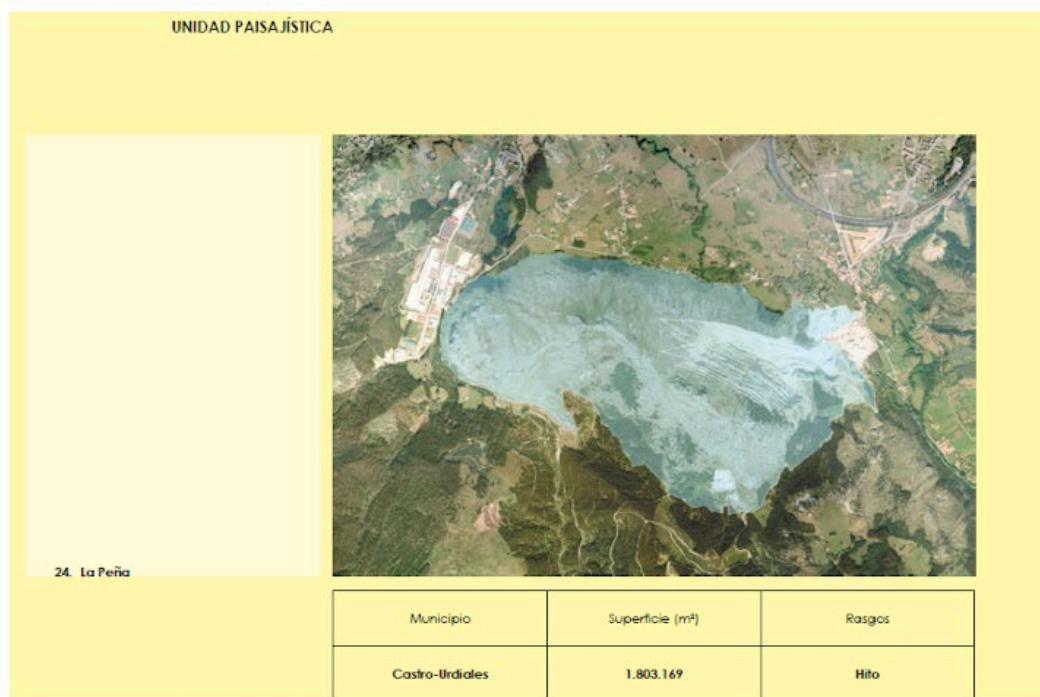 UNIDAD PAISAJÍSTICA
24. La Peña
Municipio Superficie (m²) Rasgos
Castro-Urdiales 1.803.169 Hito